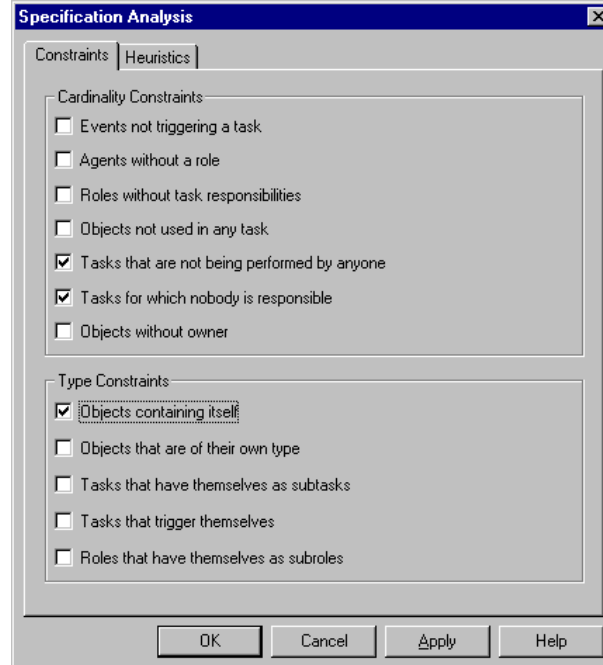 Specification Analysis
Constraints Heuristics
Cardinality Constraints
Events not triggering a task
Agents without a role
Roles without task responsibilities
Objects not used in any task
Tasks that are not being performed by anyone
Tasks for which nobody is responsible
Objects without owner
Type Constraints
Objects containing itself
Objects that are of their own type
Tasks that have themselves as subtasks
Tasks that trigger themselves
Roles that have themselves as subroles
OK Cancel Apply Help